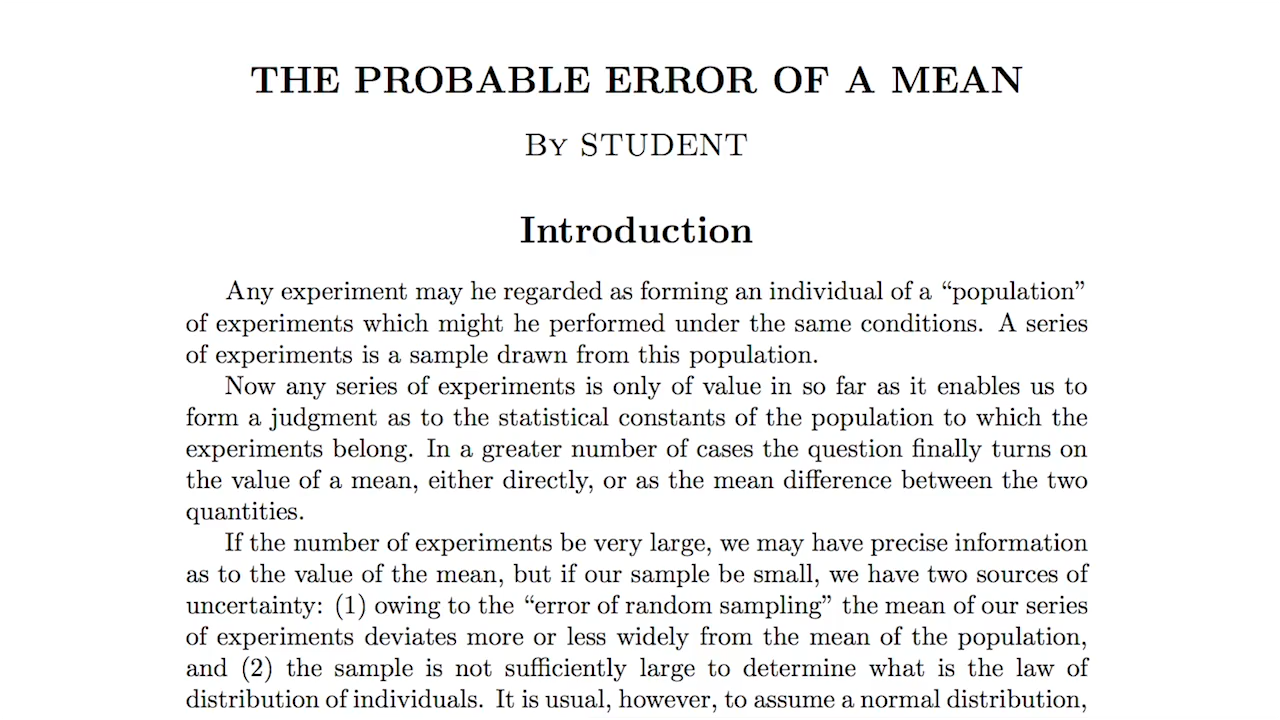 THE PROBABLE ERROR OF A MEAN
By STUDENT
Introduction
Any experiment may he regarded as forming an individual of a “population”
of experiments which might he performed under the same conditions. A series
of experiments is a sample drawn from this population.
Now any series of experiments is only of value in so far as it enables us to
form a judgment as to the statistical constants of the population to which the
experiments belong. In a greater number of cases the question finally turns on
the value of a mean, either directly, or as the mean difference between the two
quantities.
If the number of experiments be very large, we may have precise information
as to the value of the mean, but if our sample be small, we have two sources of
uncertainty: (1) owing to the “error of random sampling” the mean of our series
of experiments deviates more or less widely from the mean of the population,
and (2) the sample is not sufficiently large to determine what is the law of
distribution of individuals. It is usual, however, to assume a normal distribution,